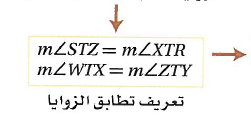 m∠STZ = m∠XTR
m∠WTX = m∠ZTY
تعريف تطابق الزوايا